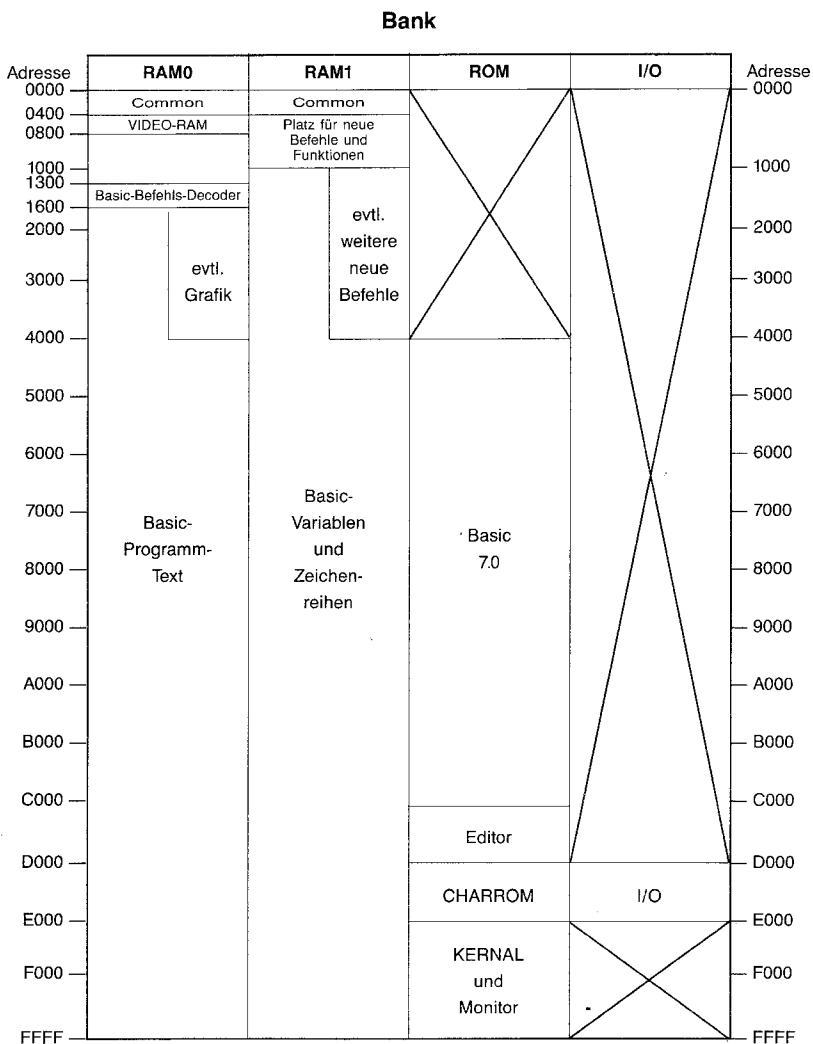 Bank
Adresse RAM0 RAM1 ROM I/O Adresse
0000 0000
Common Common
0400
VIDEO-RAM Platz für neue
0800
Befehle und
Funktionen
1000 1000
1300
Basic-Befehls-Decoder
1600
2000 2000
evtl.
weitere
neue
Befehle
evtl.
Grafik
3000 3000
4000 4000
5000 5000
6000 6000
7000 7000
Basic-
Programm-
Text
Basic-
Variablen
und
Zeichen-
reihen
Basic
7.0
8000 8000
9000 9000
A000 A000
B000 B000
C000 C000
Editor
D000 D000
CHARROM I/O
E000 E000
KERNAL
und
Monitor
F000 F000
FFFF FFFF